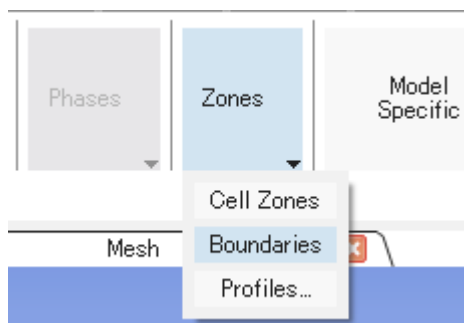 Phases
Zones
Model
Specific
Cell Zones
Mesh
Boundaries
Profiles...